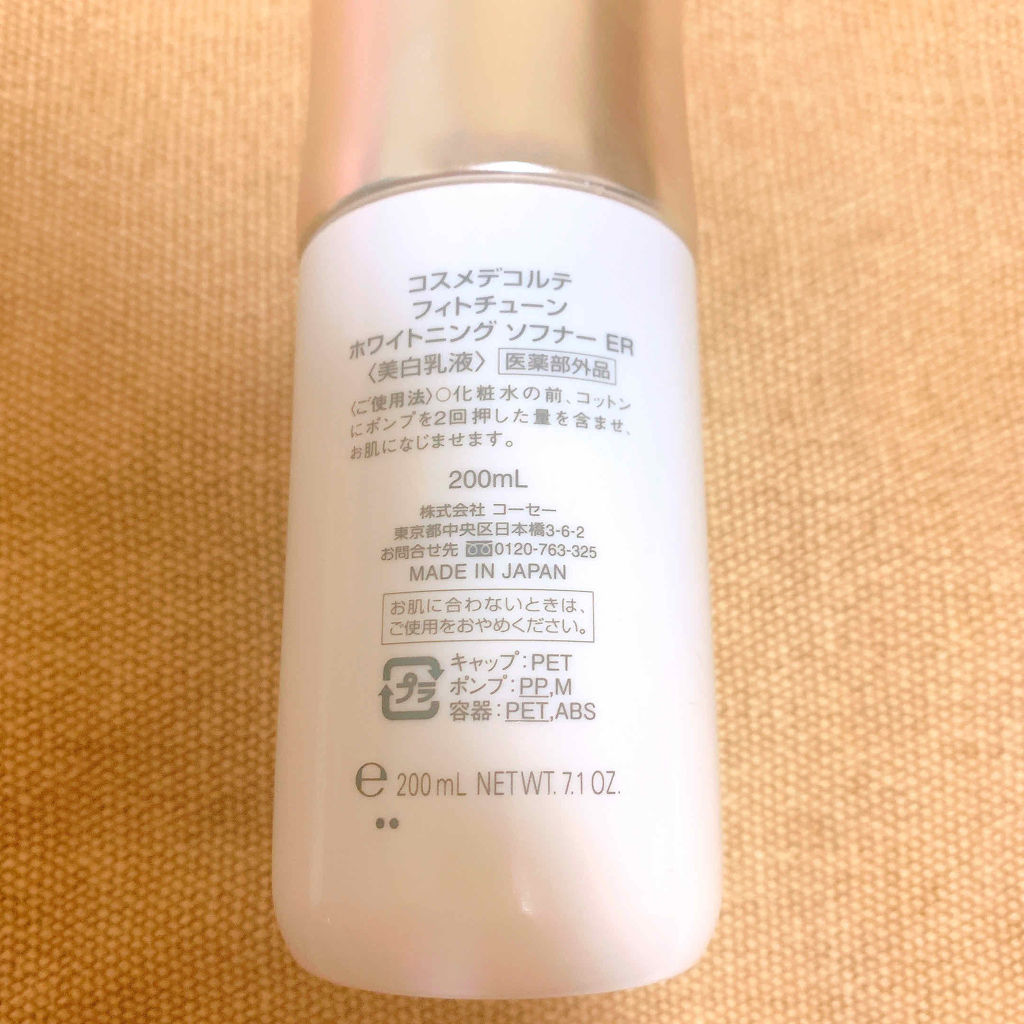 コスメデコルテ
フィトチューン
ホワイトニング ソフナー ER
〈美白乳液〉 医薬部外品
〈ご使用法〉○化粧水の前、コットン
にポンプを2回押した量を含ませ、
お肌になじませます。
200mL
株式会社 コーセー
東京都中央区日本橋3-6-2
お問合せ先 0120-763-325
MADE IN JAPAN
お肌に合わないときは、
ご使用をおやめください。
プラ
キャップ：PET
ポンプ：PP,M
容器：PET,ABS
℮ 200 mL NET WT. 7.1 OZ.